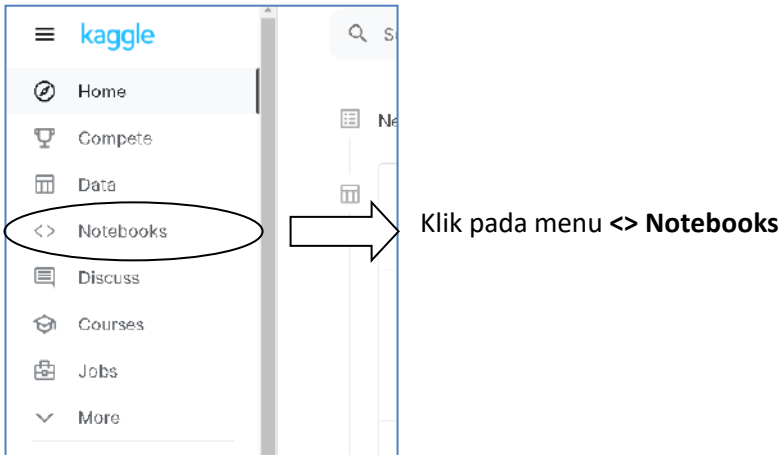 kaggle
Home
Compete
Data
<> Notebooks
Discuss
Courses
Jobs
More
Klik pada menu <> Notebooks